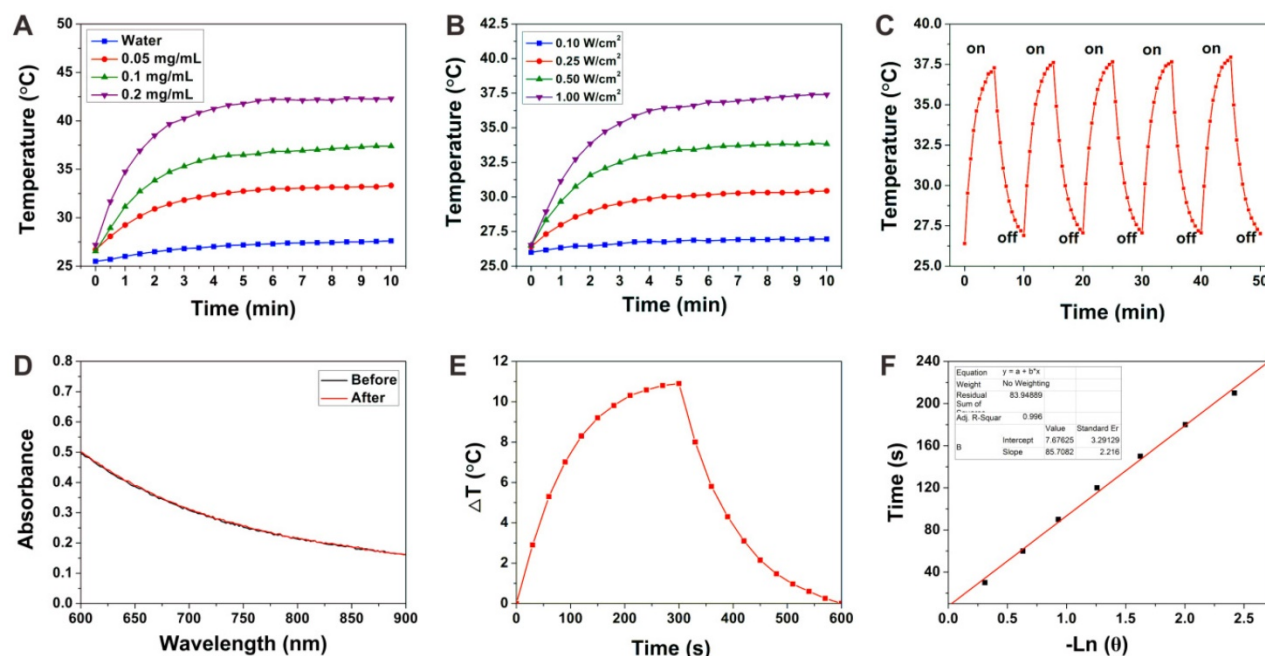 A
Temperature (°C)
50
45
40
35
30
25
Water
0.05 mg/mL
0.1 mg/mL
0.2 mg/mL
0 1 2 3 4 5 6 7 8 9 10
Time (min)
B
Temperature (°C)
42.5
40.0
37.5
35.0
32.5
30.0
27.5
25.0
0.10 W/cm²
0.25 W/cm²
0.50 W/cm²
1.00 W/cm²
0 1 2 3 4 5 6 7 8 9 10
Time (min)
C
Temperature (°C)
40.0
37.5
35.0
32.5
30.0
27.5
25.0
on on on on on
off off off off off
0 10 20 30 40 50
Time (min)
D
Absorbance
0.8
0.7
0.6
0.5
0.4
0.3
0.2
0.1
0.0
Before
After
600 650 700 750 800 850 900
Wavelength (nm)
E
△T (°C)
12
10
8
6
4
2
0
0 100 200 300 400 500 600
Time (s)
F
Time (s)
240
200
160
120
80
40
Equation y = a + b*x
Weight No Weighting
Residual 83.94889
Sum of
Adj. R-Squar 0.996
Value Standard Er
B Intercept 7.67625 3.29129
Slope 85.7082 2.216
0.0 0.5 1.0 1.5 2.0 2.5
-Ln (θ)